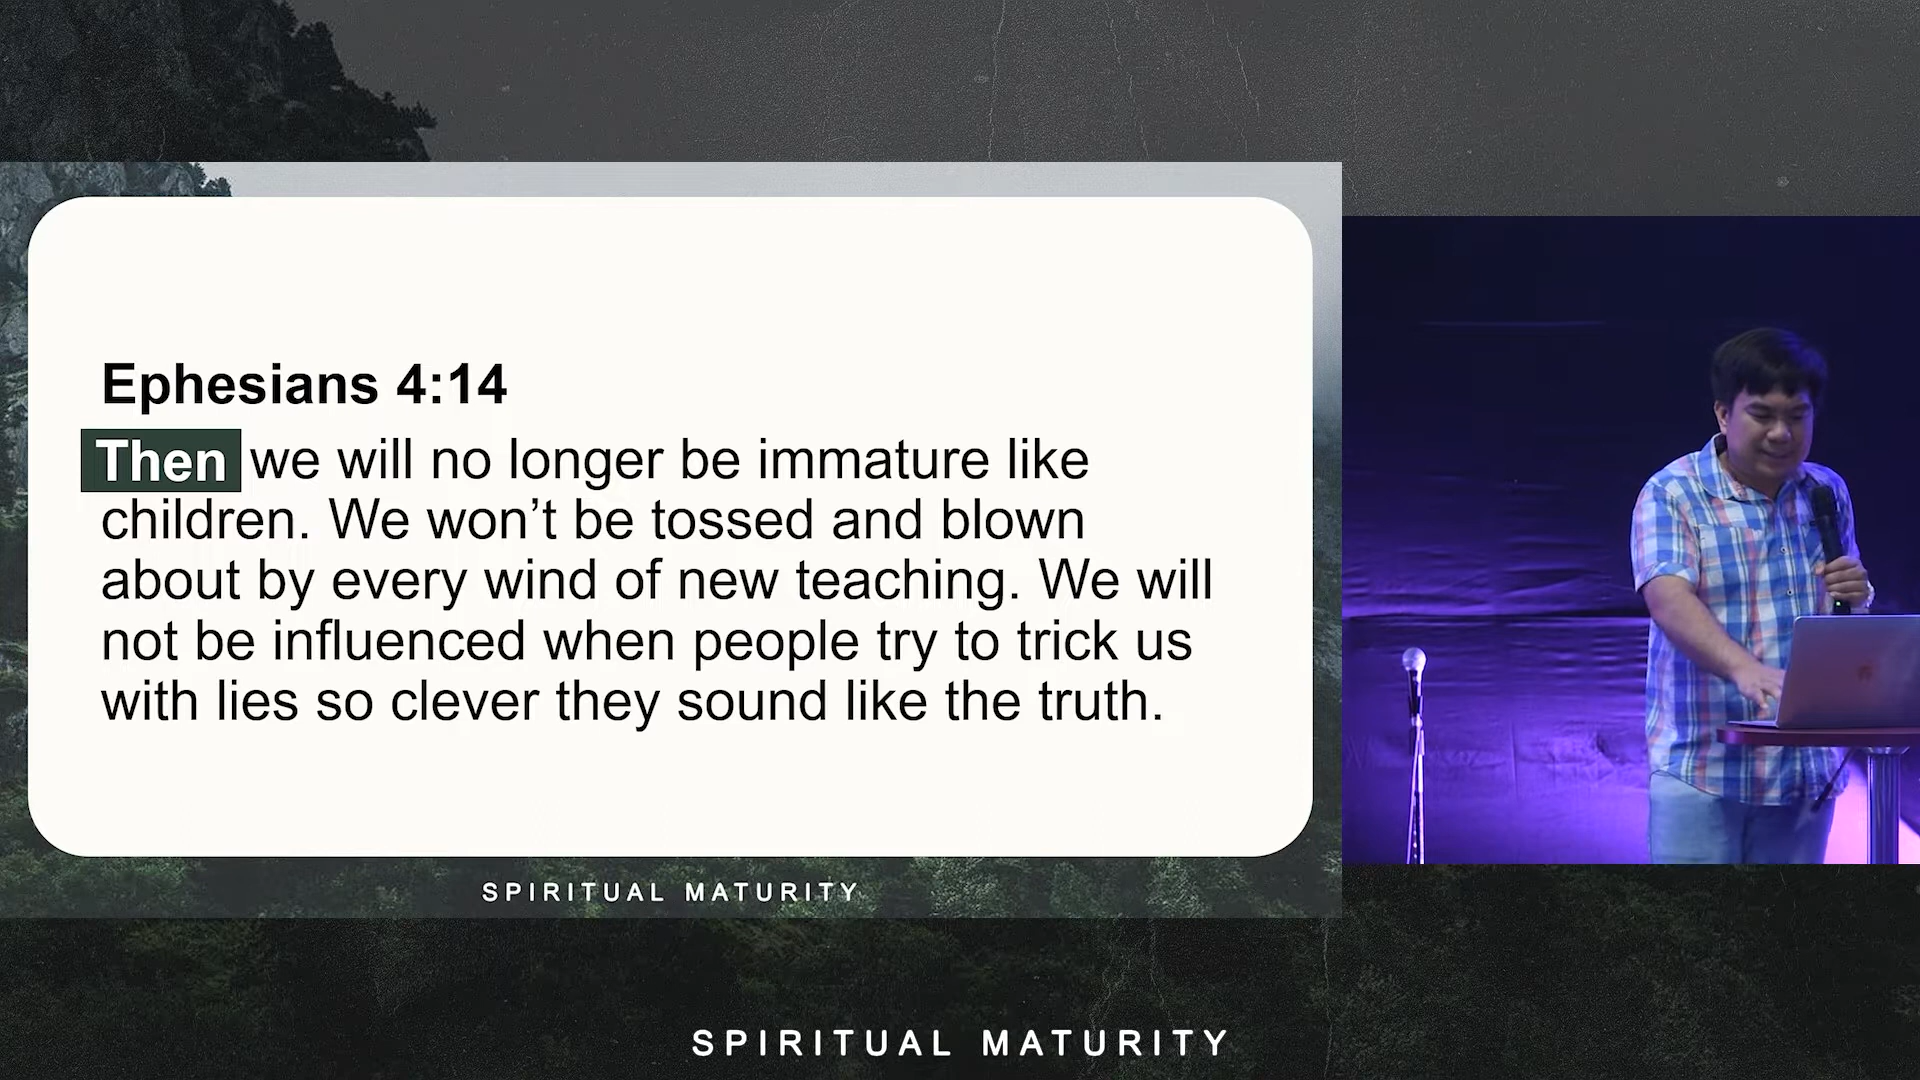 Ephesians 4:14
Then we will no longer be immature like
children. We won’t be tossed and blown
about by every wind of new teaching. We will
not be influenced when people try to trick us
with lies so clever they sound like the truth.
SPIRITUAL MATURITY
SPIRITUAL MATURITY